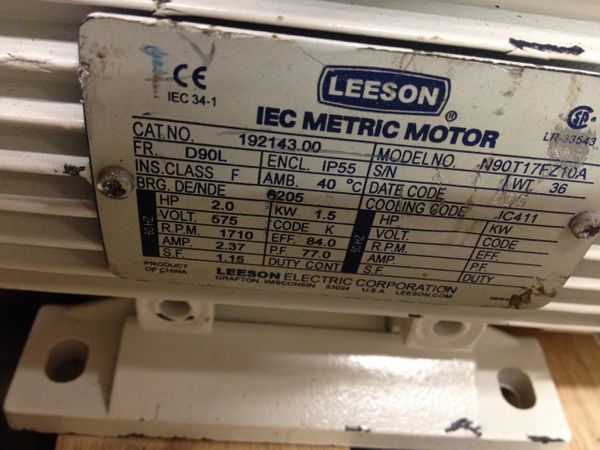 CE
IEC 34-1
LEESON®
IEC METRIC MOTOR
LR-33543
CAT.NO. 192143.00 MODEL NO. N90T17FZ10A
FR. D90L ENCL. IP55 S/N WT. 36
INS.CLASS F AMB. 40 °C DATE CODE
BRG. DE/NDE 6205 COOLING CODE IC411
HP 2.0 KW 1.5 HP KW
VOLT. 575 CODE K VOLT. CODE
R.P.M. 1710 EFF. 84.0 R.P.M. EFF.
AMP. 2.37 P.F. 77.0 AMP. P.F.
S.F. 1.15 DUTY CONT S.F. DUTY
60 HZ
50 HZ
PRODUCT OF CHINA
LEESON ELECTRIC CORPORATION
GRAFTON, WISCONSIN 53024 U.S.A. LEESON.COM